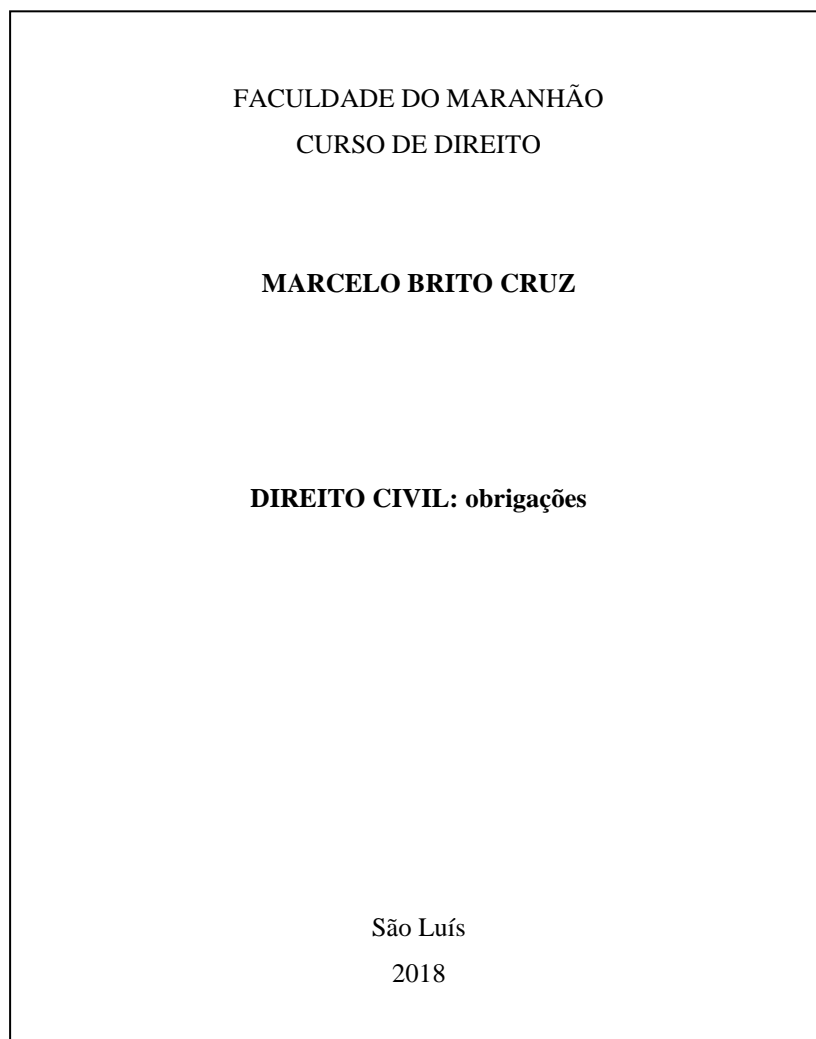 FACULDADE DO MARANHÃO
CURSO DE DIREITO
MARCELO BRITO CRUZ
DIREITO CIVIL: obrigações
São Luís
2018